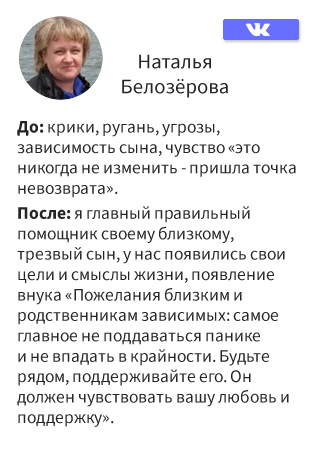 Наталья
Белозёрова
До: крики, ругань, угрозы,
зависимость сына, чувство «это
никогда не изменить - пришла точка
невозврата».
После: я главный правильный
помощник своему близкому,
трезвый сын, у нас появились свои
цели и смыслы жизни, появление
внука «Пожелания близким и
родственникам зависимых: самое
главное не поддаваться панике
и не впадать в крайности. Будьте
рядом, поддерживайте его. Он
должен чувствовать вашу любовь и
поддержку».